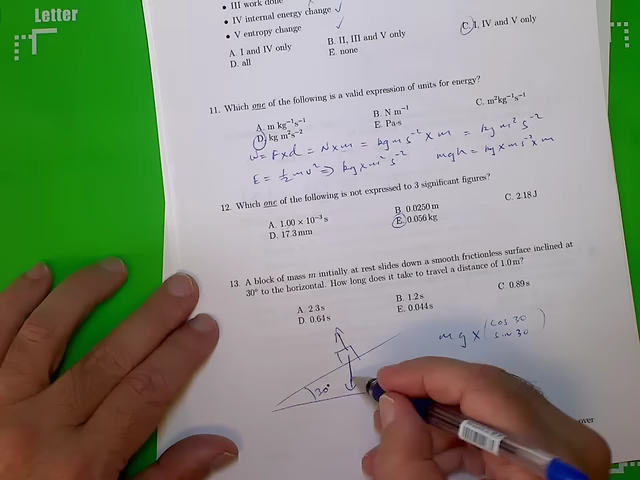 Letter
• III work done
• IV internal energy change √
• V entropy change √
A. I and IV only B. II, III and V only C. I, IV and V only
D. all E. none
11. Which one of the following is a valid expression of units for energy?
A. m kg⁻¹s⁻¹ B. N m⁻¹ C. m²kg⁻¹s⁻¹
D. kg m²s⁻² E. Pa·s
W = F x d = N x m = kg m s⁻² x m = kg m² s⁻²
E = ½ m v² ⇒ kg x m² s⁻² mgh = kg x m s⁻² x m
12. Which one of the following is not expressed to 3 significant figures?
A. 1.00 × 10⁻³ s B. 0.0250 m C. 2.18 J
D. 17.3 mm E. 0.056 kg
13. A block of mass m initially at rest slides down a smooth frictionless surface inclined at
30° to the horizontal. How long does it take to travel a distance of 1.0 m?
A. 2.3 s B. 1.2 s C. 0.89 s
D. 0.64 s E. 0.044 s
mg x (cos 30
sin 30)
30°
over